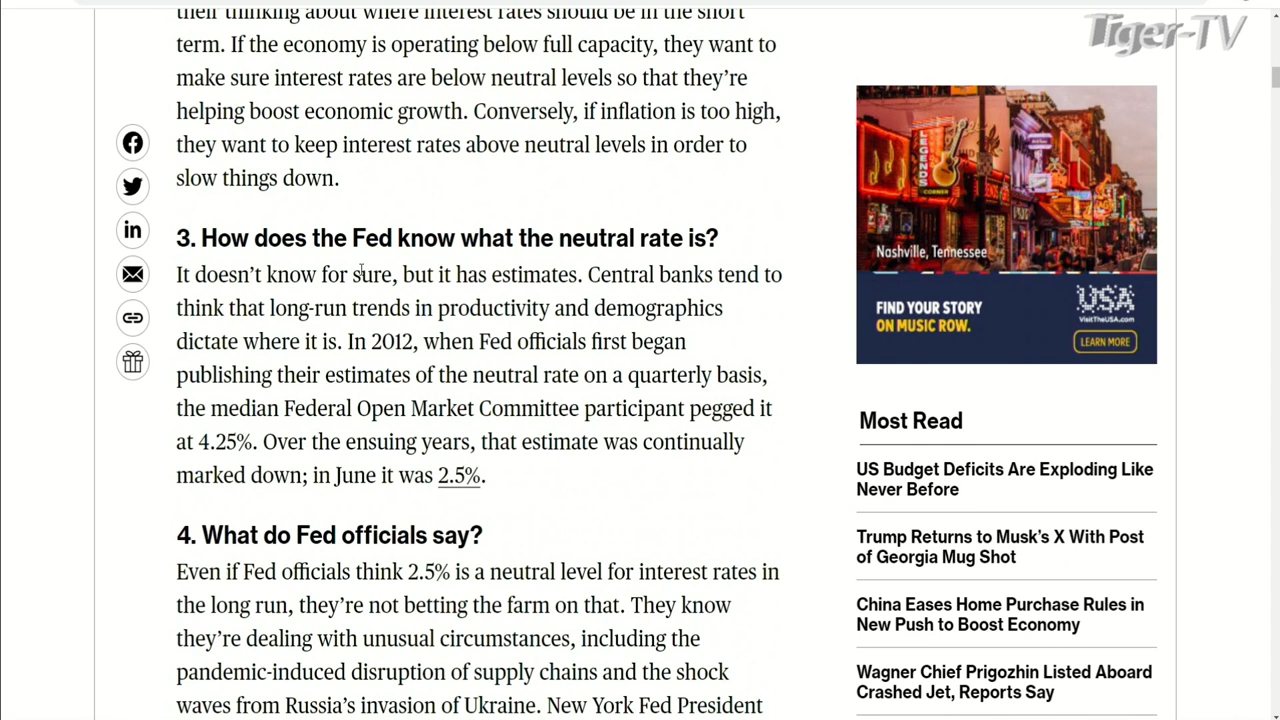 their thinking about where interest rates should be in the short
term. If the economy is operating below full capacity, they want to
make sure interest rates are below neutral levels so that they’re
helping boost economic growth. Conversely, if inflation is too high,
they want to keep interest rates above neutral levels in order to
slow things down.
3. How does the Fed know what the neutral rate is?
It doesn’t know for sure, but it has estimates. Central banks tend to
think that long-run trends in productivity and demographics
dictate where it is. In 2012, when Fed officials first began
publishing their estimates of the neutral rate on a quarterly basis,
the median Federal Open Market Committee participant pegged it
at 4.25%. Over the ensuing years, that estimate was continually
marked down; in June it was 2.5%.
4. What do Fed officials say?
Even if Fed officials think 2.5% is a neutral level for interest rates in
the long run, they’re not betting the farm on that. They know
they’re dealing with unusual circumstances, including the
pandemic-induced disruption of supply chains and the shock
waves from Russia’s invasion of Ukraine. New York Fed President
Tiger-TV
LEGENDS
CORNER
Nashville, Tennessee
FIND YOUR STORY
ON MUSIC ROW.
USA
VisitTheUSA.com
LEARN MORE
Most Read
US Budget Deficits Are Exploding Like
Never Before
Trump Returns to Musk’s X With Post
of Georgia Mug Shot
China Eases Home Purchase Rules in
New Push to Boost Economy
Wagner Chief Prigozhin Listed Aboard
Crashed Jet, Reports Say